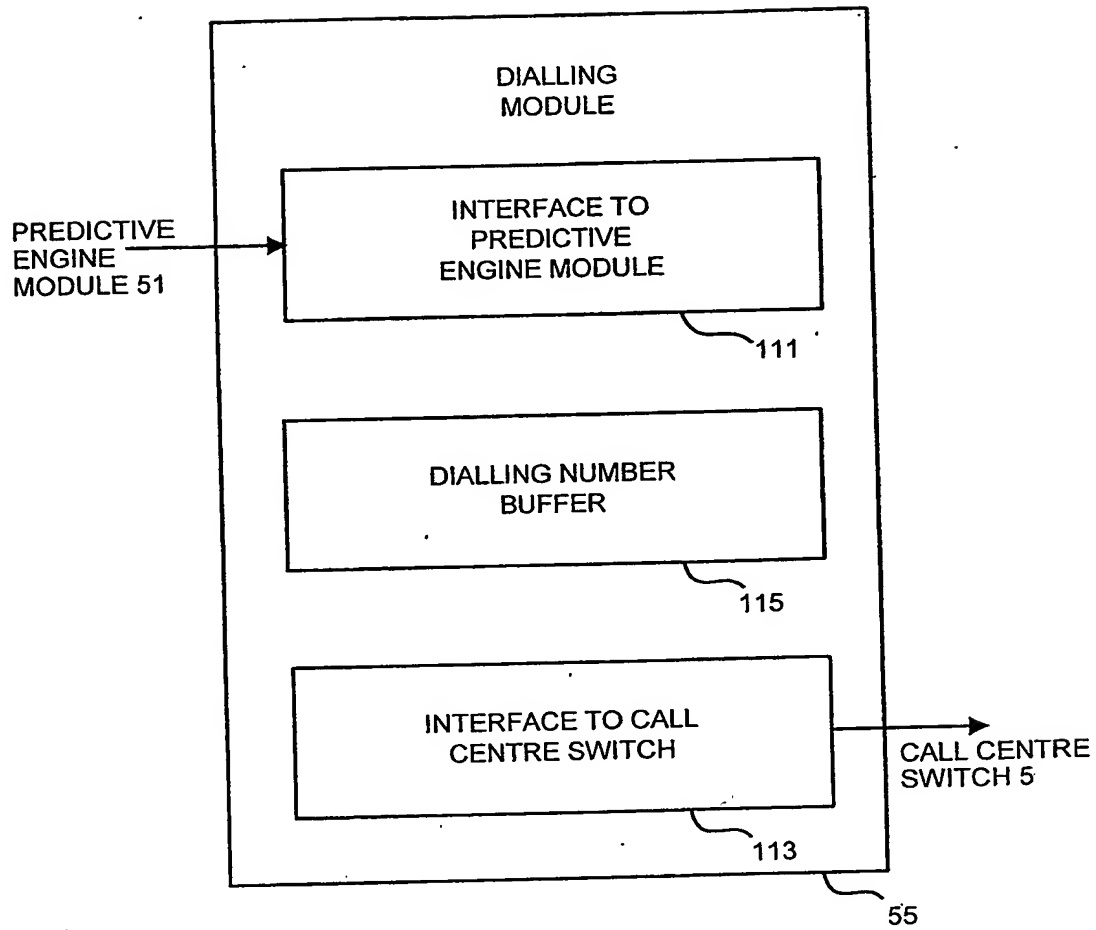 DIALLING
MODULE
INTERFACE TO
PREDICTIVE
ENGINE MODULE
PREDICTIVE
ENGINE
MODULE 51
111
DIALLING NUMBER
BUFFER
115
INTERFACE TO CALL
CENTRE SWITCH
CALL CENTRE
SWITCH 5
113
55